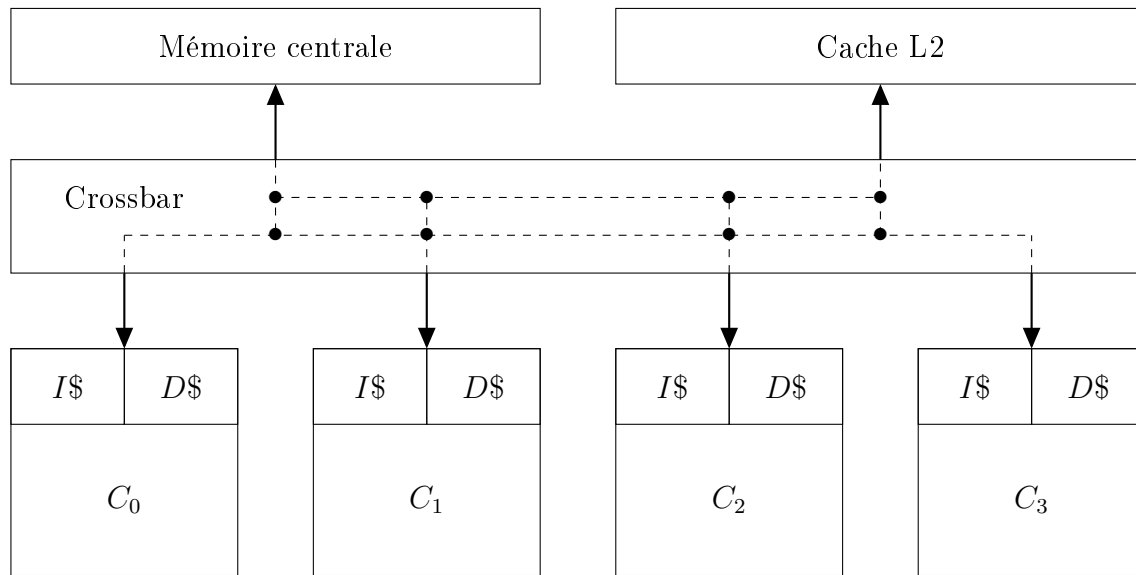 Mémoire centrale
Cache L2
Crossbar
I$ D$ I$ D$ I$ D$ I$ D$
C₀ C₁ C₂ C₃